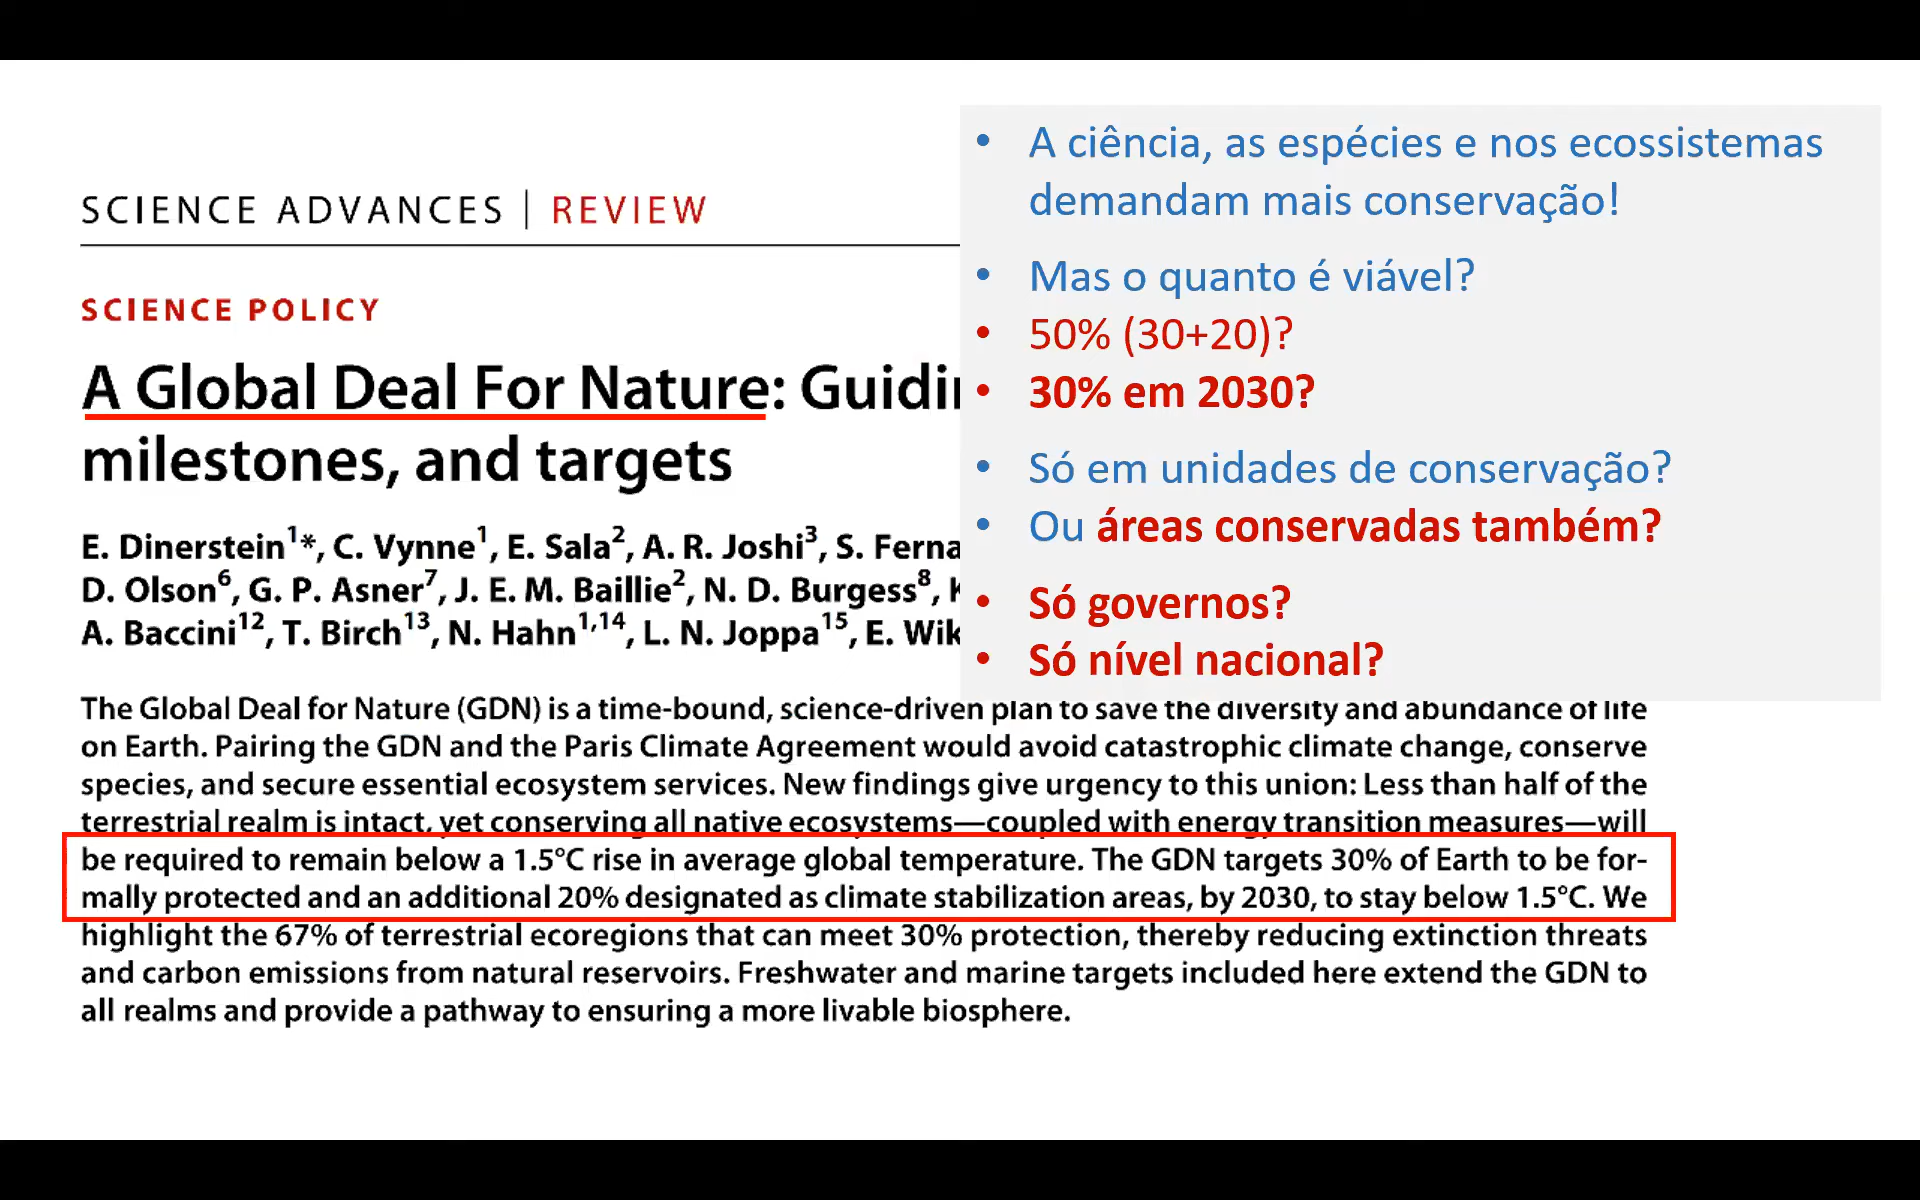 SCIENCE ADVANCES | REVIEW
SCIENCE POLICY
A Global Deal For Nature:
milestones, and targets
E. Dinerstein1*, C. Vynne1, E. Sala2, A. R. Joshi3, S.
D. Olson6, G. P. Asner7, J. E. M. Baillie2, N. D. Burgess8,
A. Baccini12, T. Birch13, N. Hahn1,14, L. N. Joppa15, E.
The Global Deal for Nature (GDN) is a time-bound, science-driven plan to save the diversity and abundance of life
on Earth. Pairing the GDN and the Paris Climate Agreement would avoid catastrophic climate change, conserve
species, and secure essential ecosystem services. New findings give urgency to this union: Less than half of the
terrestrial realm is intact, yet conserving all native ecosystems—coupled with energy transition measures—will
be required to remain below a 1.5°C rise in average global temperature. The GDN targets 30% of Earth to be for-
mally protected and an additional 20% designated as climate stabilization areas, by 2030, to stay below 1.5°C. We
highlight the 67% of terrestrial ecoregions that can meet 30% protection, thereby reducing extinction threats
and carbon emissions from natural reservoirs. Freshwater and marine targets included here extend the GDN to
all realms and provide a pathway to ensuring a more livable biosphere.
• A ciência, as espécies e nos ecossistemas
demandam mais conservação!
• Mas o quanto é viável?
• 50% (30+20)?
• 30% em 2030?
• Só em unidades de conservação?
• Ou áreas conservadas também?
• Só governos?
• Só nível nacional?